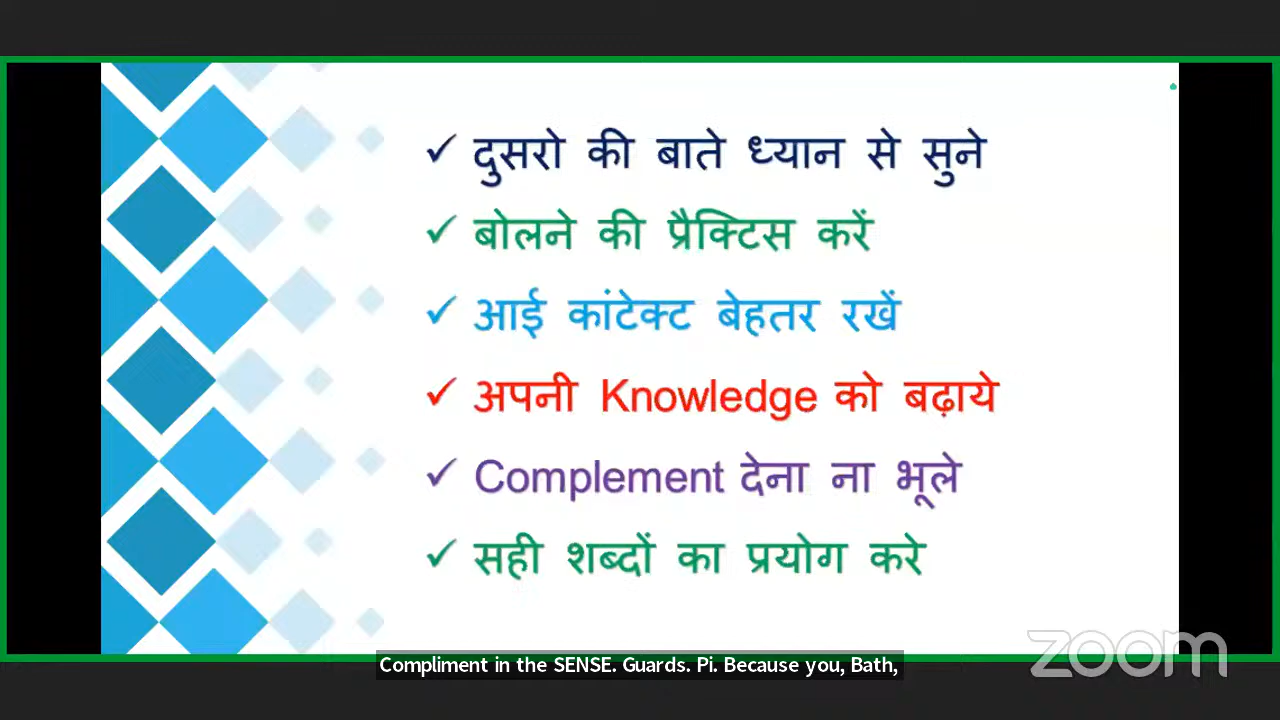 ✓ दुसरो की बाते ध्यान से सुने
✓ बोलने की प्रैक्टिस करें
✓ आई कांटेक्ट बेहतर रखें
✓ अपनी Knowledge को बढ़ाये
✓ Complement देना ना भूले
✓ सही शब्दों का प्रयोग करे
zoom
Compliment in the SENSE. Guards. Pi. Because you, Bath,